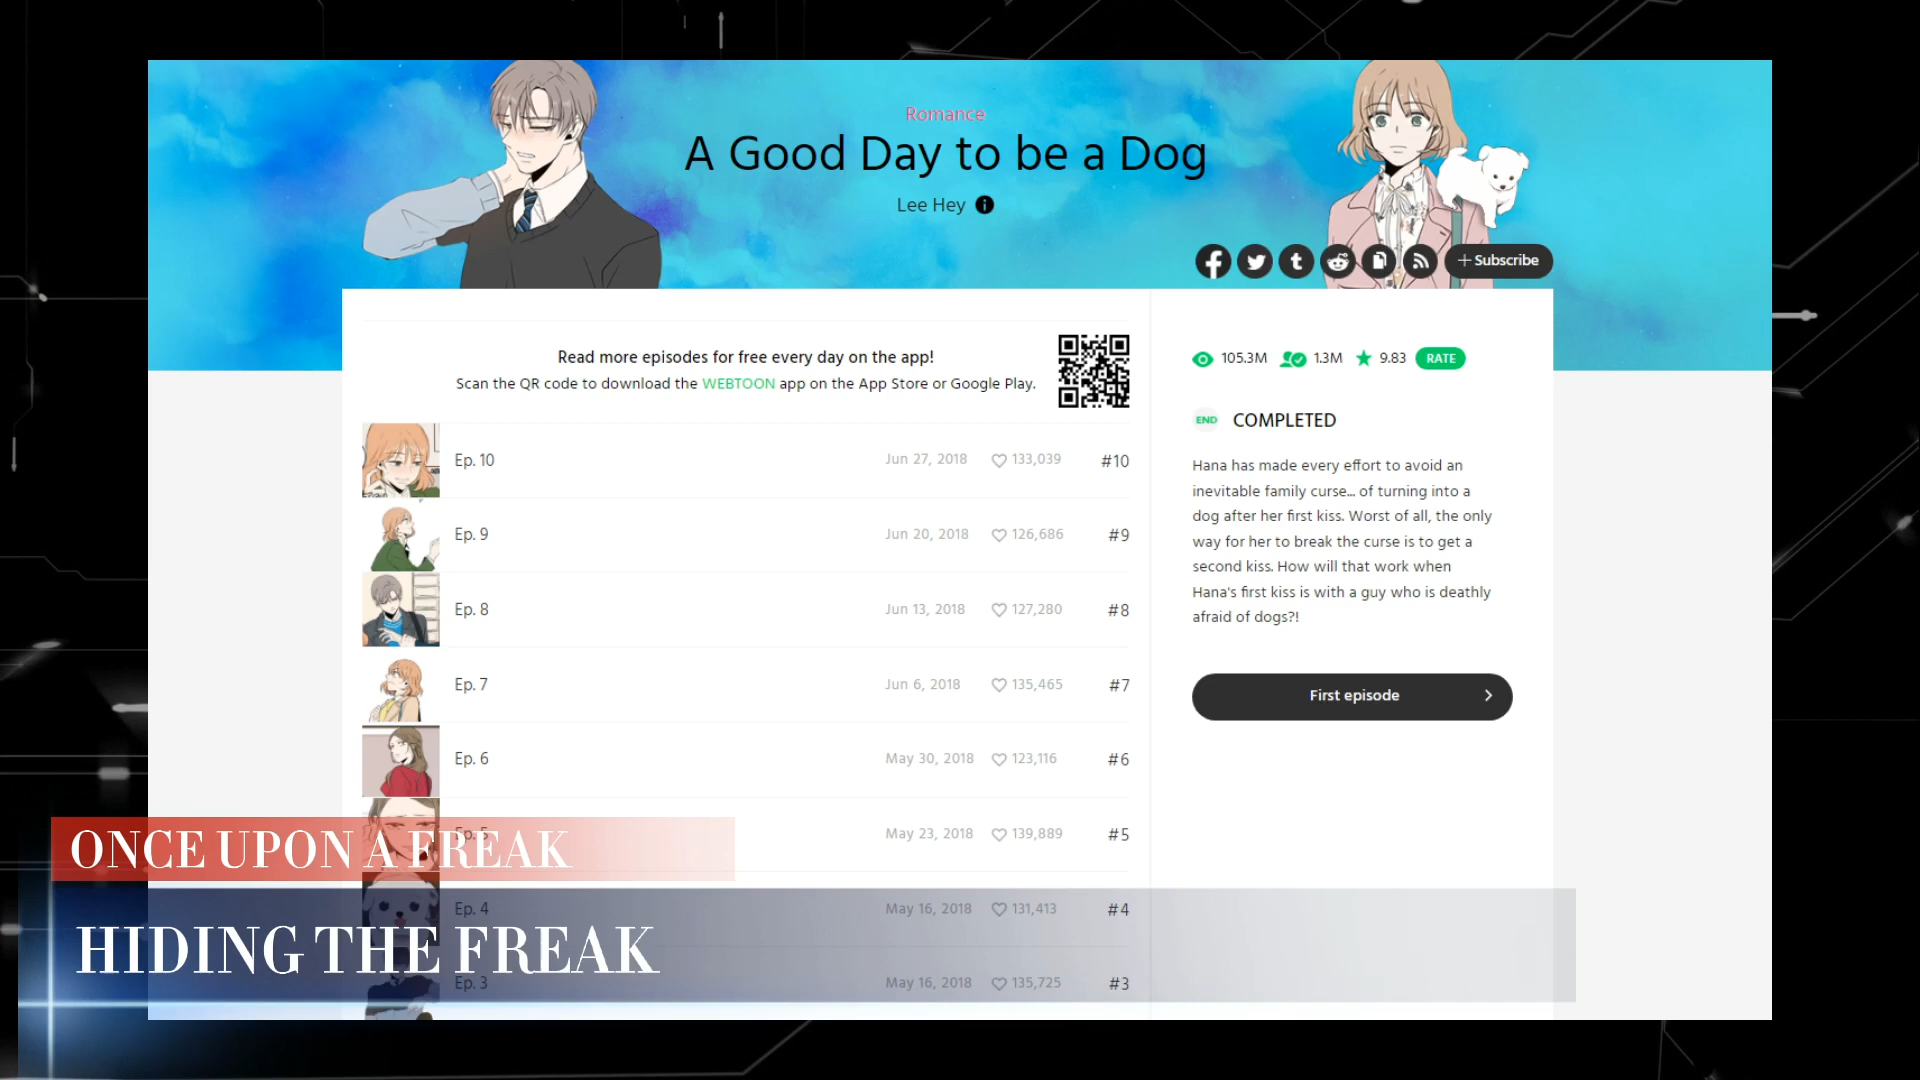 Romance
A Good Day to be a Dog
Lee Hey
+ Subscribe
Read more episodes for free every day on the app!
Scan the QR code to download the WEBTOON app on the App Store or Google Play.
105.3M 1.3M 9.83 RATE
END COMPLETED
Hana has made every effort to avoid an
inevitable family curse... of turning into a
dog after her first kiss. Worst of all, the only
way for her to break the curse is to get a
second kiss. How will that work when
Hana's first kiss is with a guy who is deathly
afraid of dogs?!
First episode
Ep. 10 Jun 27, 2018 133,039 #10
Ep. 9 Jun 20, 2018 126,686 #9
Ep. 8 Jun 13, 2018 127,280 #8
Ep. 7 Jun 6, 2018 135,465 #7
Ep. 6 May 30, 2018 123,116 #6
Ep. 5 May 23, 2018 139,889 #5
Ep. 4 May 16, 2018 131,413 #4
Ep. 3 May 16, 2018 135,725 #3
ONCE UPON A FREAK
HIDING THE FREAK